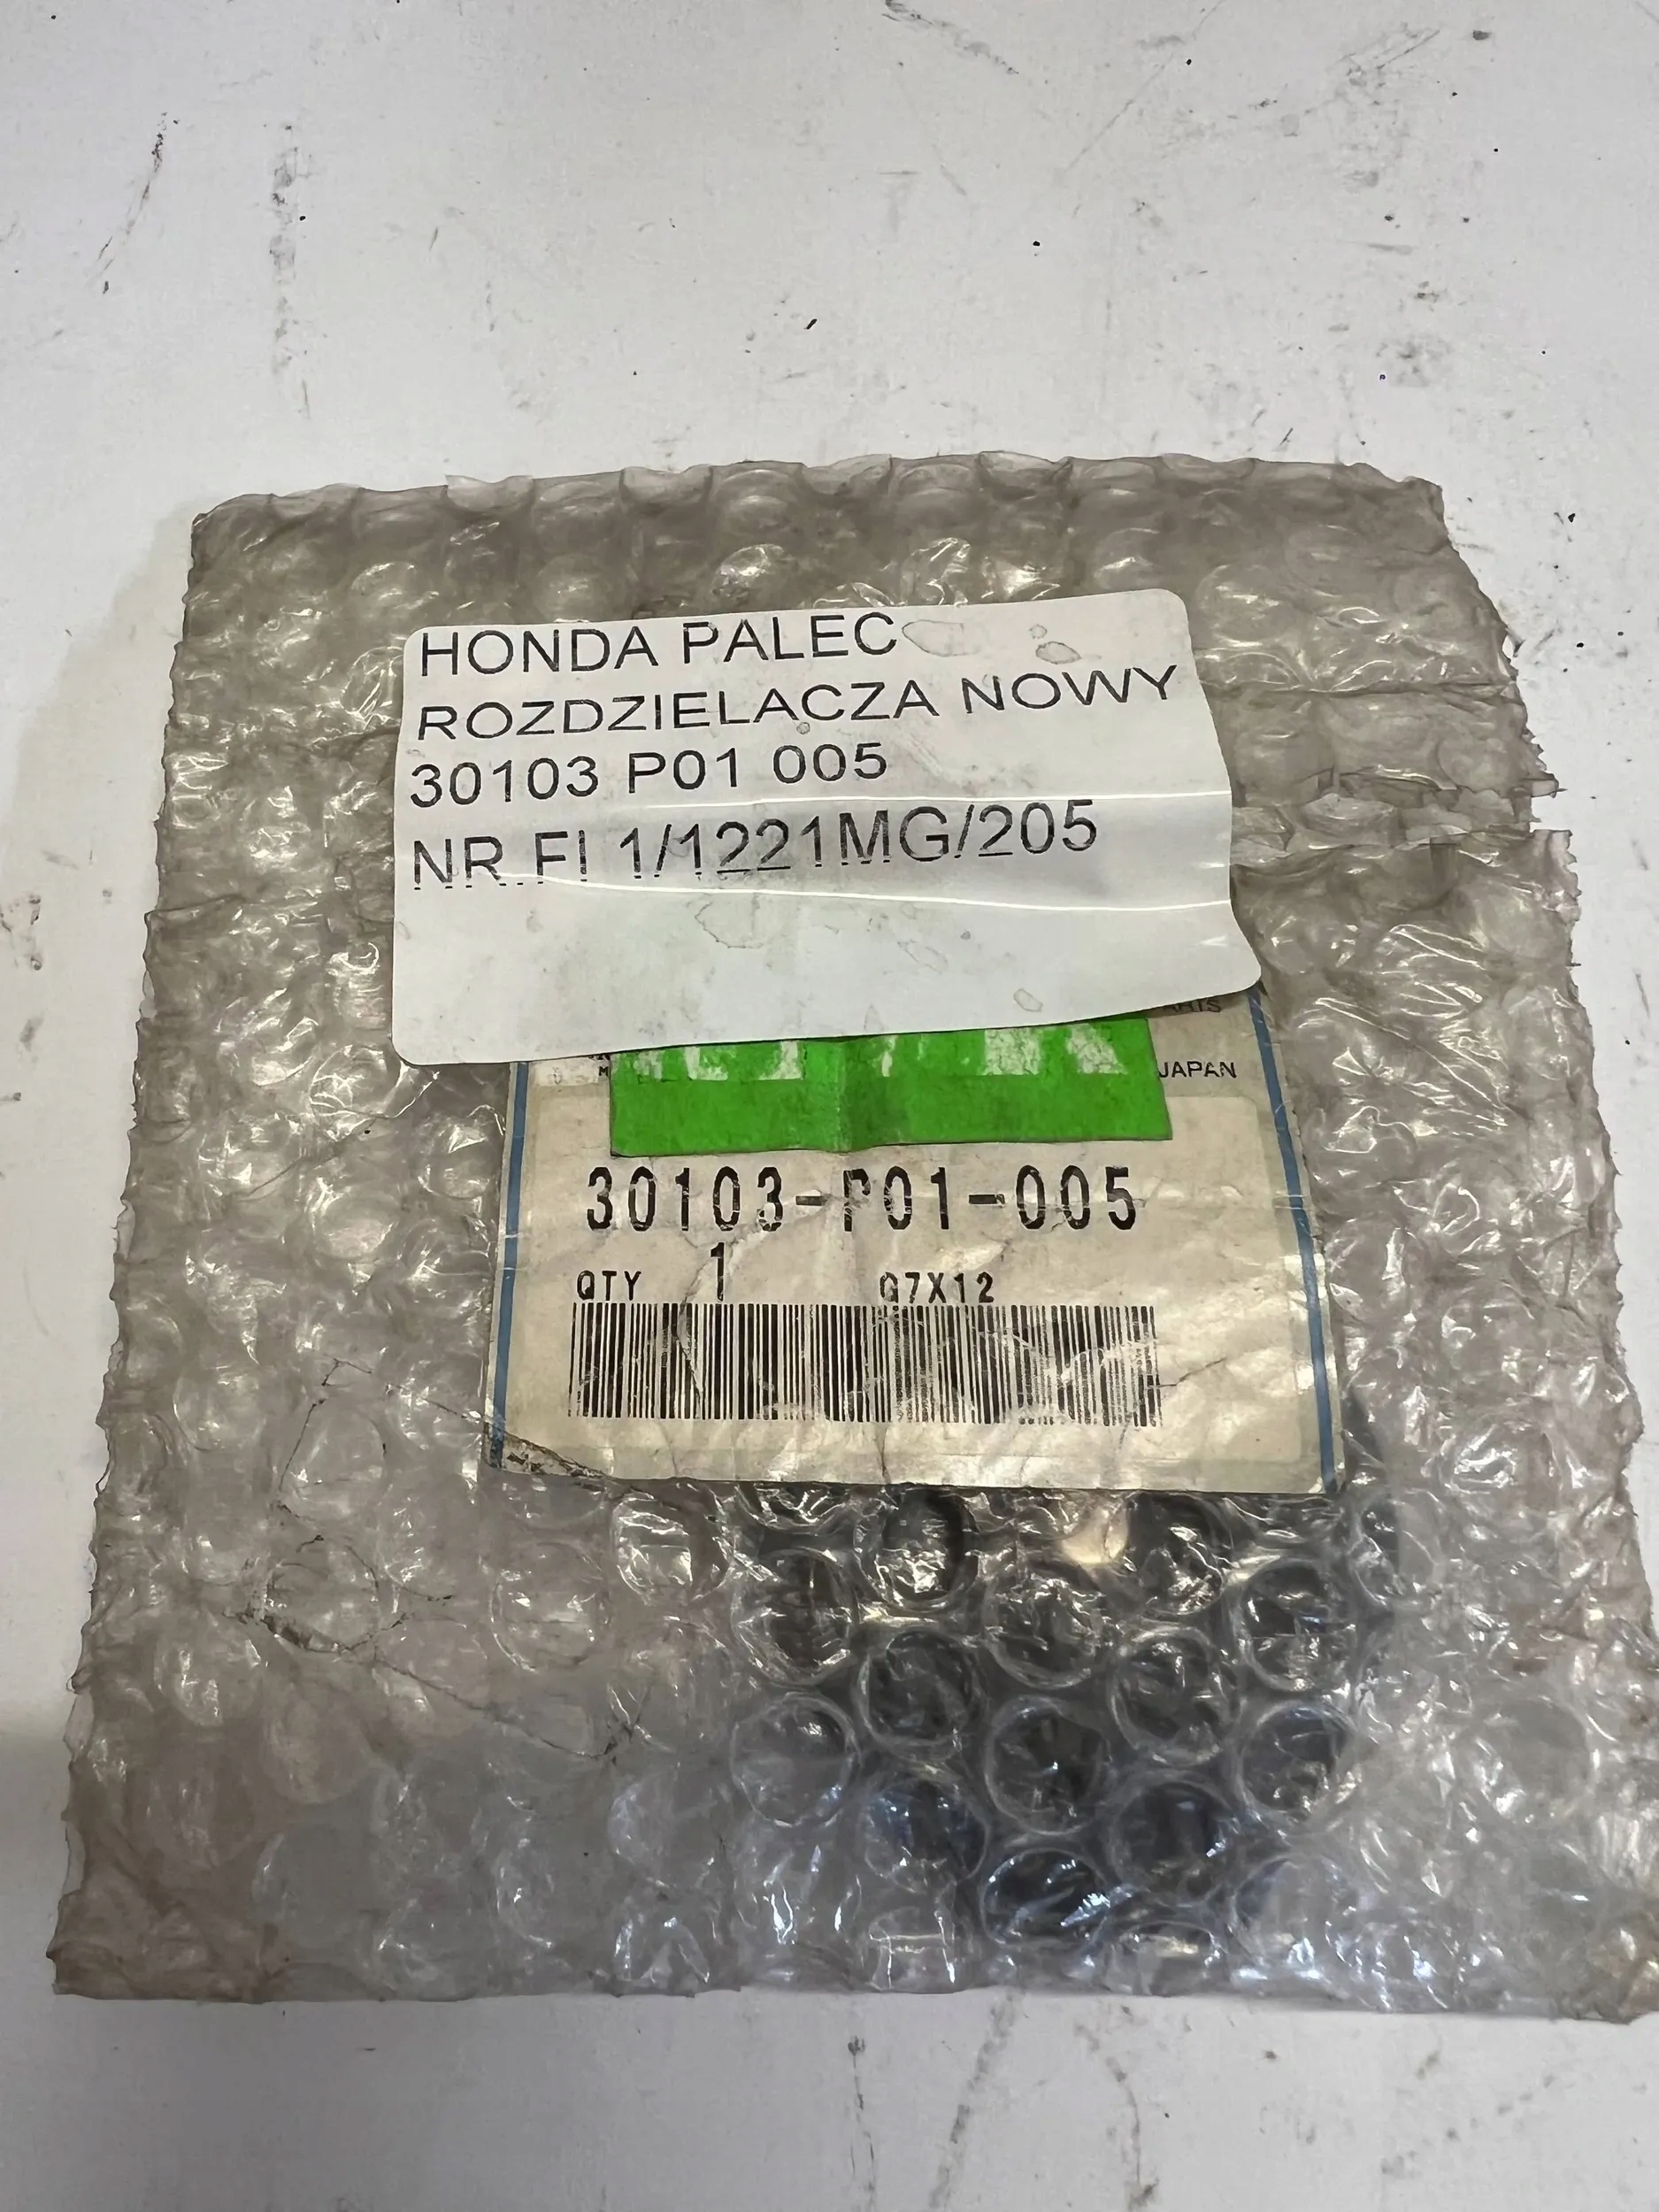 HONDA PALEC
ROZDZIELACZA NOWY
30103 P01 005
NR.FI 1/1221MG/205
JAPAN
30103-P01-005
QTY 1 Q7X12